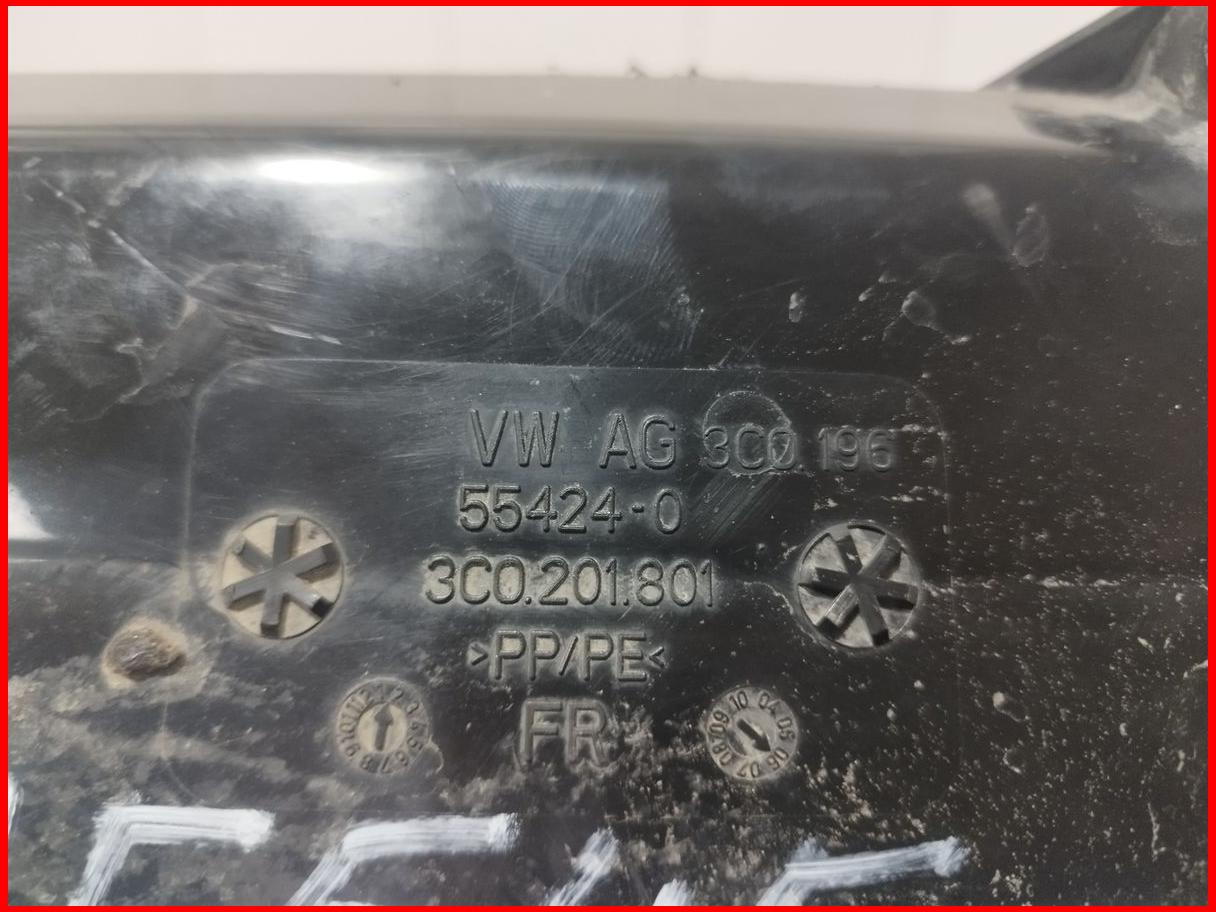 VW AG 3C0.196
55424-0
3C0.201.801
>PP/PE<
FR